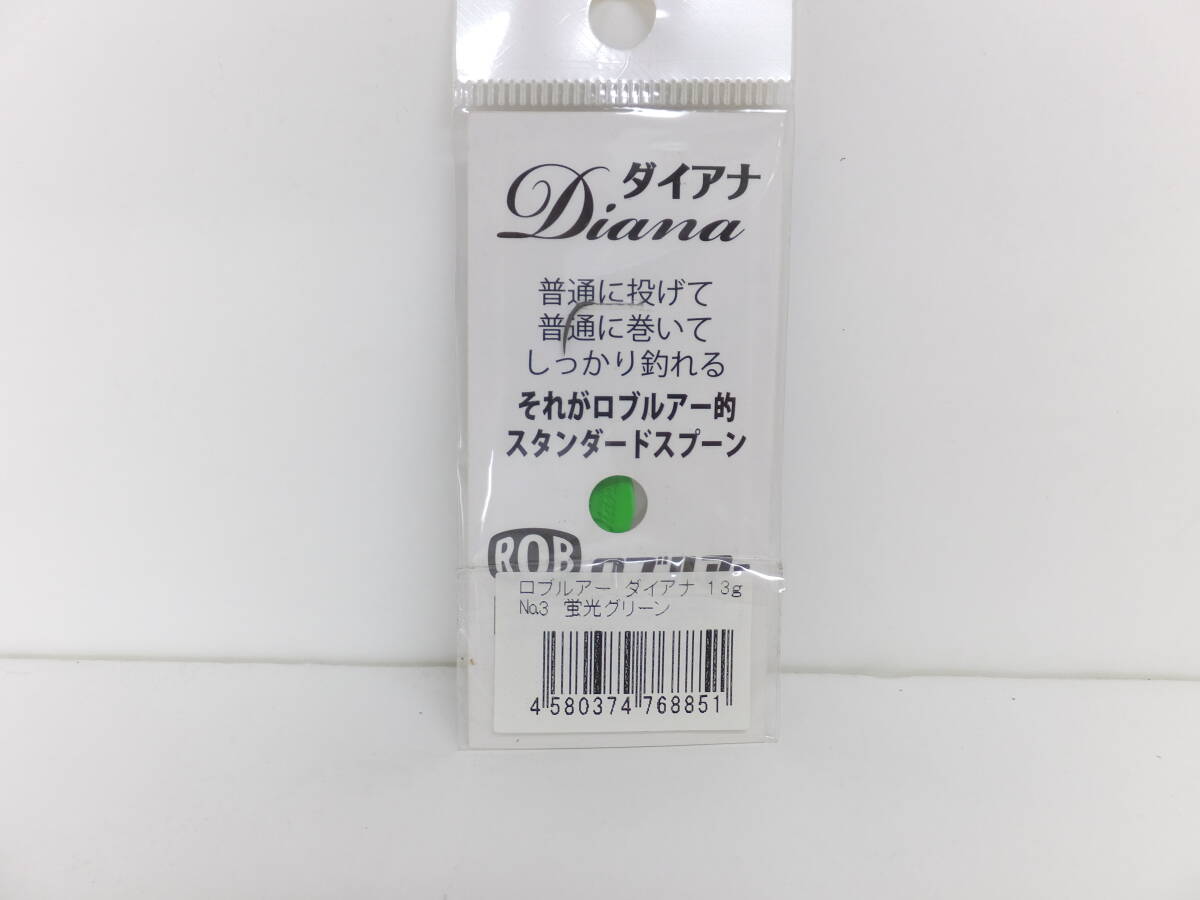 ダイアナ
Diana
普通に投げて
普通に巻いて
しっかり釣れる
それがロブルアー的
スタンダードスプーン
ROB
ロブルアー ダイアナ 13g
No.3 蛍光グリーン
4 580374 768851